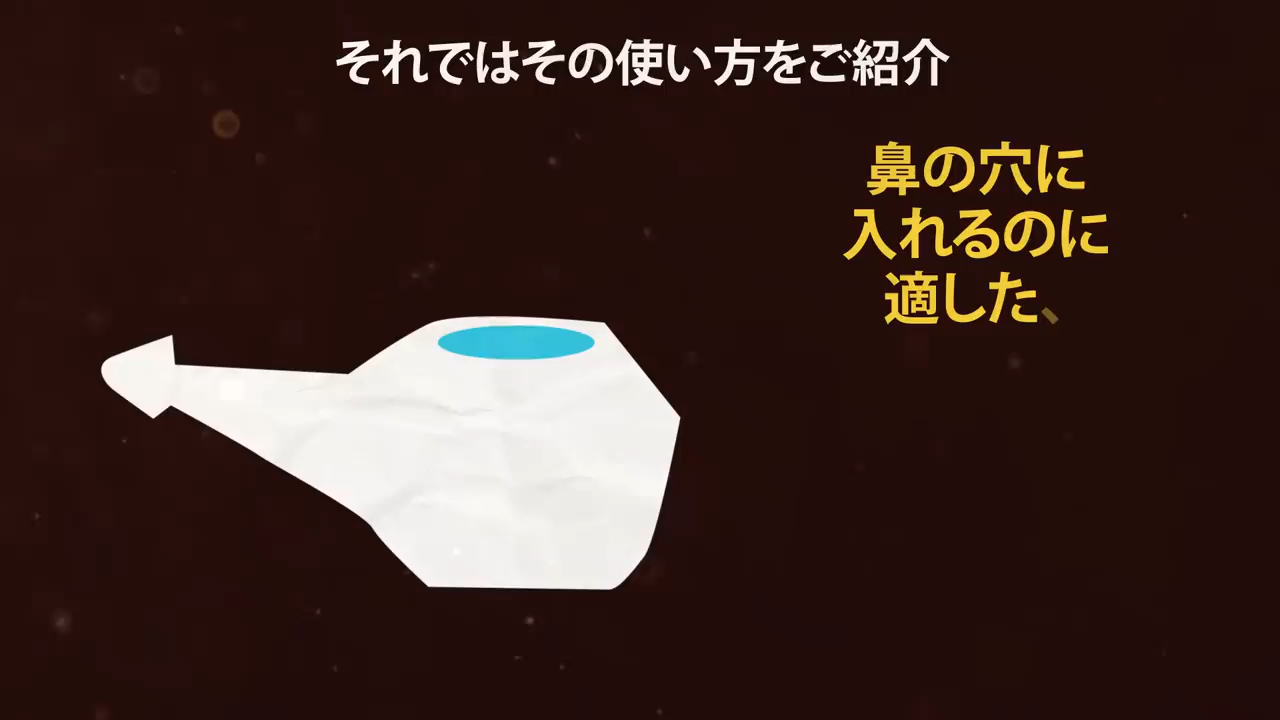 それではその使い方をご紹介
鼻の穴に
入れるのに
適した、